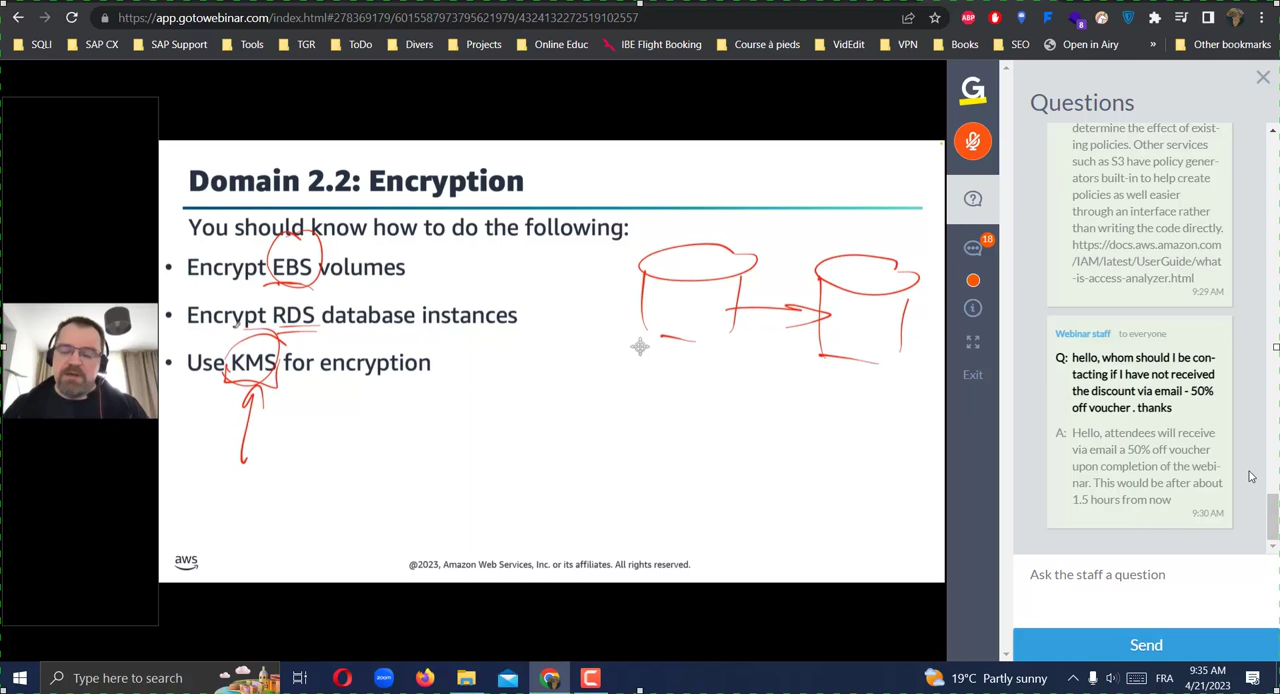 https://app.gotowebinar.com/index.html#278369179/6015587973795621979/4324132272519102557
ABP
8
SQLI
SAP CX
SAP Support
Tools
TGR
ToDo
Divers
Projects
Online Educ
IBE Flight Booking
Course à pieds
VidEdit
VPN
Books
SEO
Open in Airy
»
Other bookmarks
Domain 2.2: Encryption
You should know how to do the following:
• Encrypt EBS volumes
• Encrypt RDS database instances
• Use KMS for encryption
aws
@2023, Amazon Web Services, Inc. or its affiliates. All rights reserved.
G
18
Exit
Questions
determine the effect of exist-
ing policies. Other services
such as S3 have policy gener-
ators built-in to help create
policies as well easier
through an interface rather
than writing the code directly.
https://docs.aws.amazon.com
/IAM/latest/UserGuide/what
-is-access-analyzer.html
9:29 AM
Webinar staff to everyone
Q: hello, whom should I be con-
tacting if I have not received
the discount via email - 50%
off voucher . thanks
A: Hello, attendees will receive
via email a 50% off voucher
upon completion of the webi-
nar. This would be after about
1.5 hours from now
9:30 AM
Ask the staff a question
Send
Type here to search
zoom
19°C Partly sunny
FRA
9:35 AM
4/21/2023